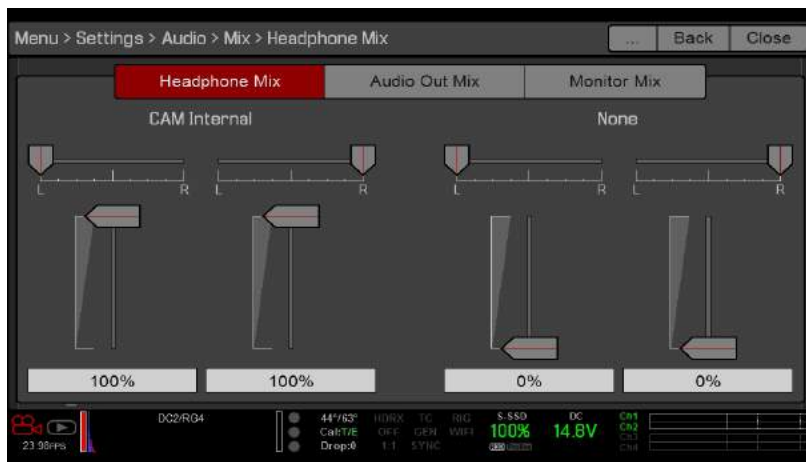 Menu > Settings > Audio > Mix > Headphone Mix ... Back Close
Headphone Mix Audio Out Mix Monitor Mix
CAM Internal None
L R L R L R L R
100% 100% 0% 0%
DC2/RG4 44°/63° HDRX TC RIG S-SSD DC Ch1
Cal:T/E OFF GEN WIFI 100% 14.8V Ch2
23.98FPS Drop:0 1:1 SYNC Ch3
Ch4